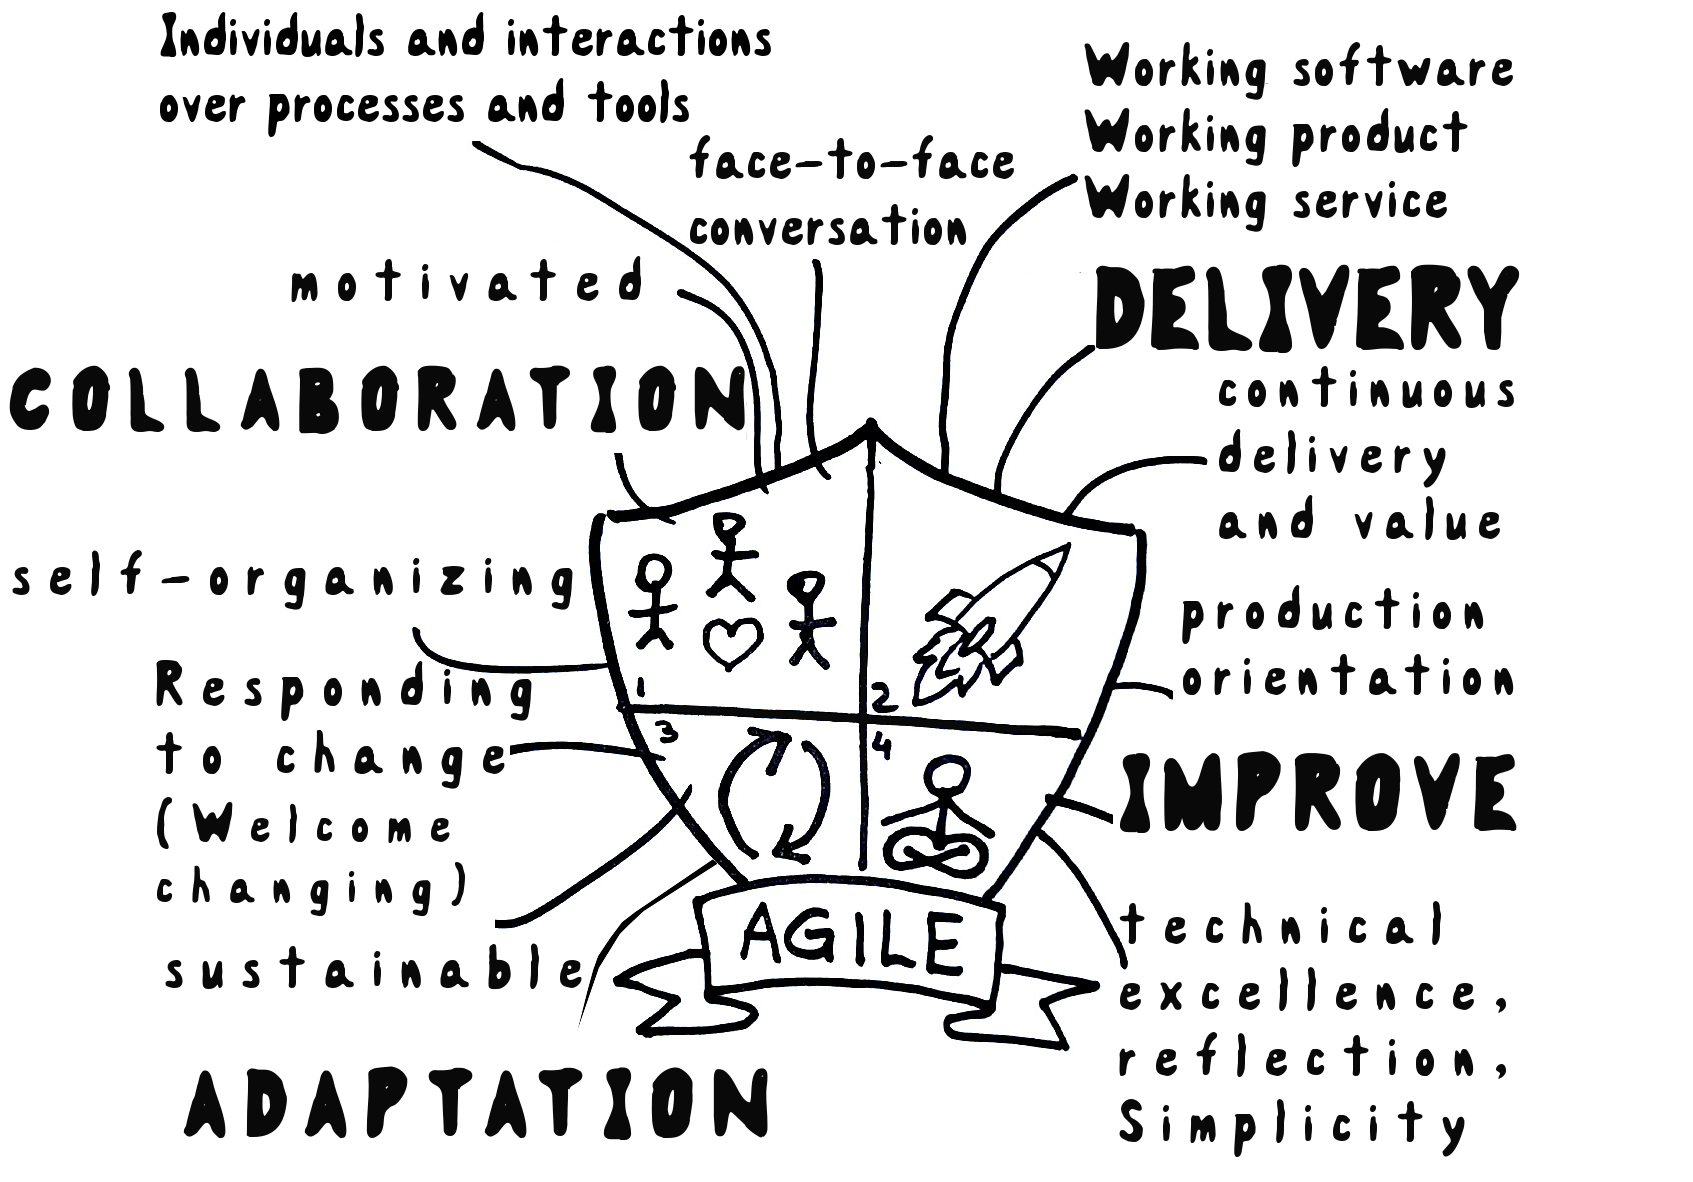 Individuals and interactions
over processes and tools
face-to-face
conversation
motivated
COLLABORATION
self-organizing
Working software
Working product
Working service
DELIVERY
continuous
delivery
and value
production
orientation
1
2
3
4
Responding
to change
(Welcome
changing)
sustainable
ADAPTATION
IMPROVE
technical
excellence,
reflection,
Simplicity
AGILE